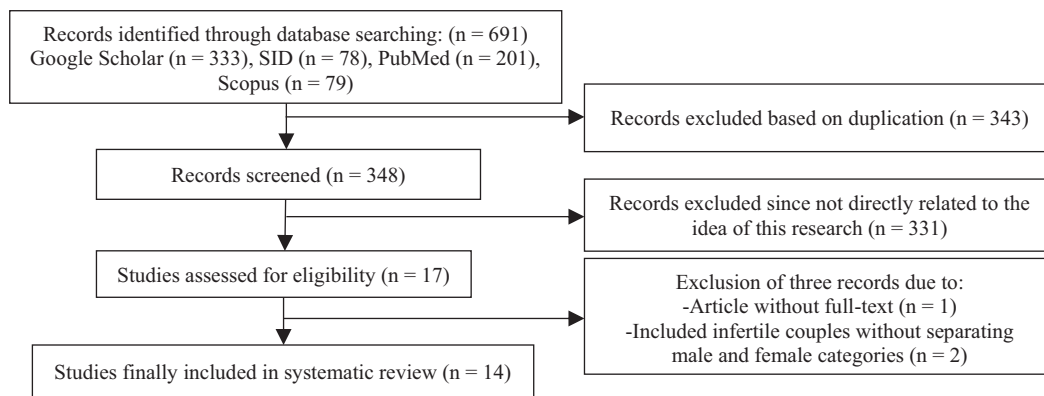 Records identified through database searching: (n = 691)
Google Scholar (n = 333), SID (n = 78), PubMed (n = 201),
Scopus (n = 79)
Records excluded based on duplication (n = 343)
Records screened (n = 348)
Records excluded since not directly related to the
idea of this research (n = 331)
Studies assessed for eligibility (n = 17)
Exclusion of three records due to:
-Article without full-text (n = 1)
-Included infertile couples without separating
male and female categories (n = 2)
Studies finally included in systematic review (n = 14)